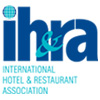 ih&ra
INTERNATIONAL
HOTEL & RESTAURANT
ASSOCIATION